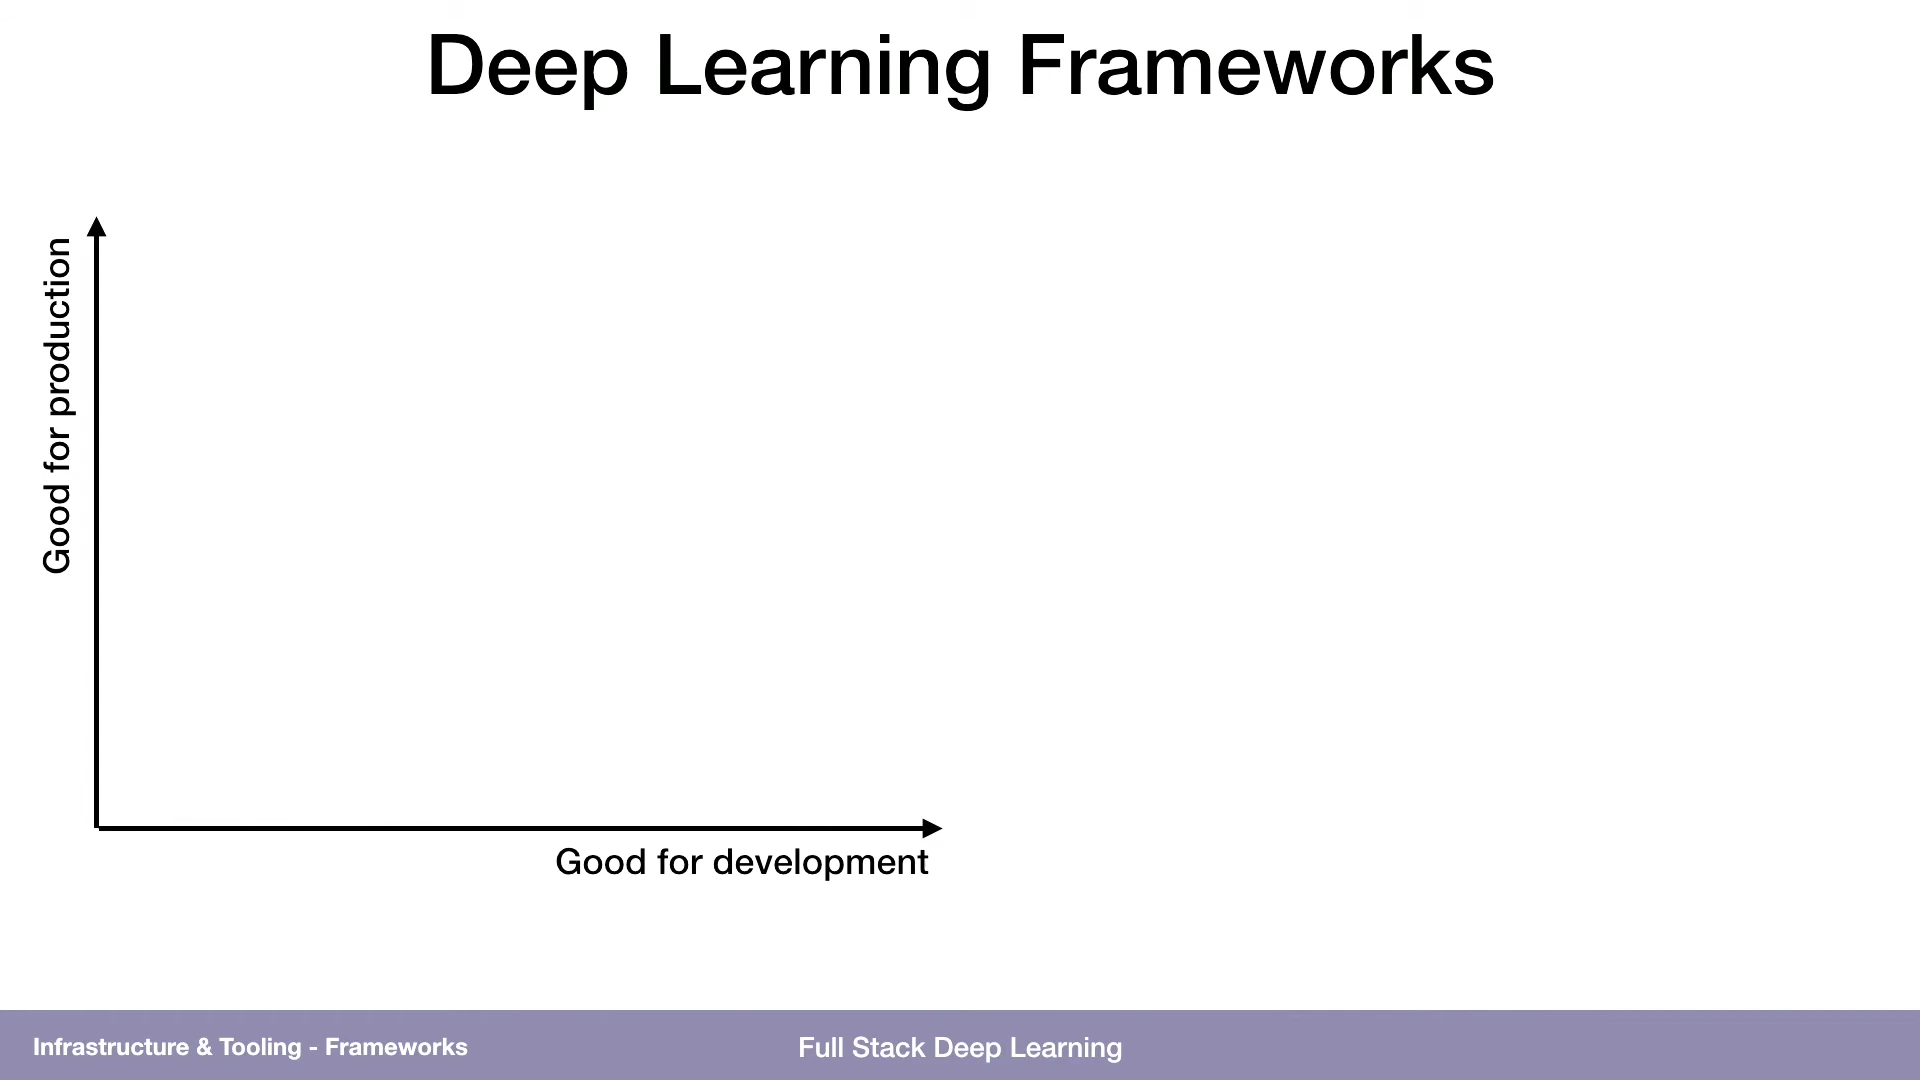 Deep Learning Frameworks
Good for production
Good for development
Infrastructure & Tooling - Frameworks
Full Stack Deep Learning